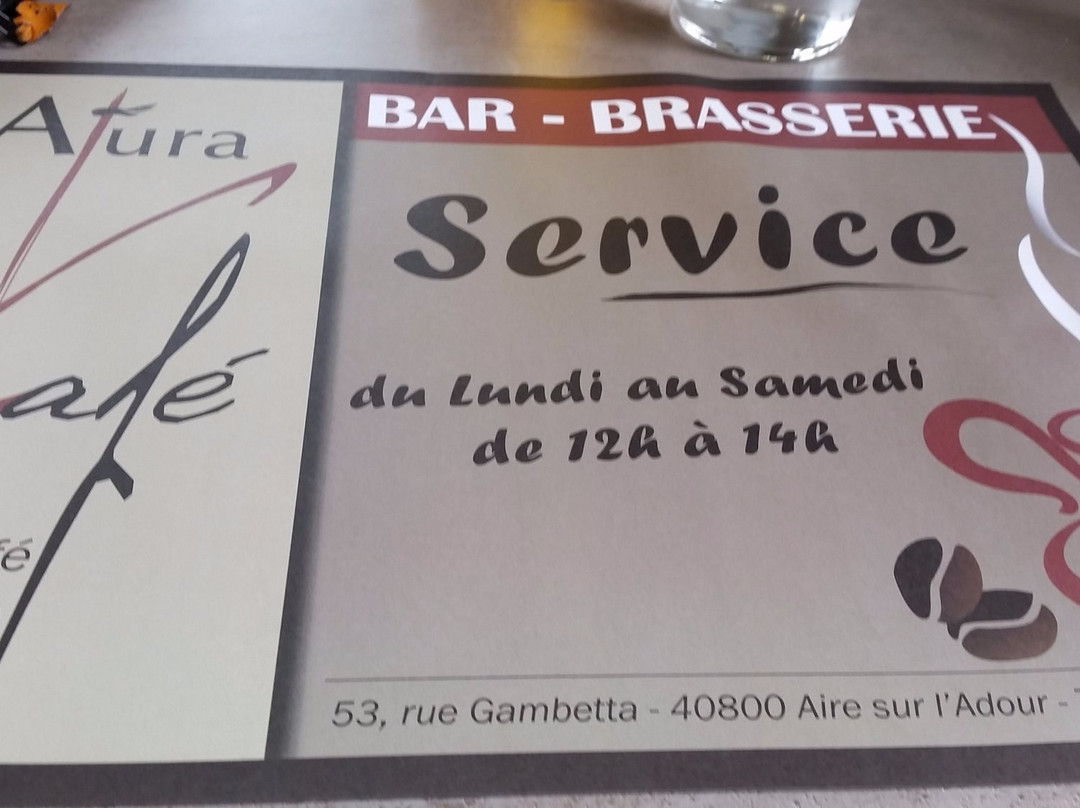 Atura
afé
fé
BAR - BRASSERIE
Service
du Lundi au Samedi
de 12h à 14h
53, rue Gambetta - 40800 Aire sur l'Adour -